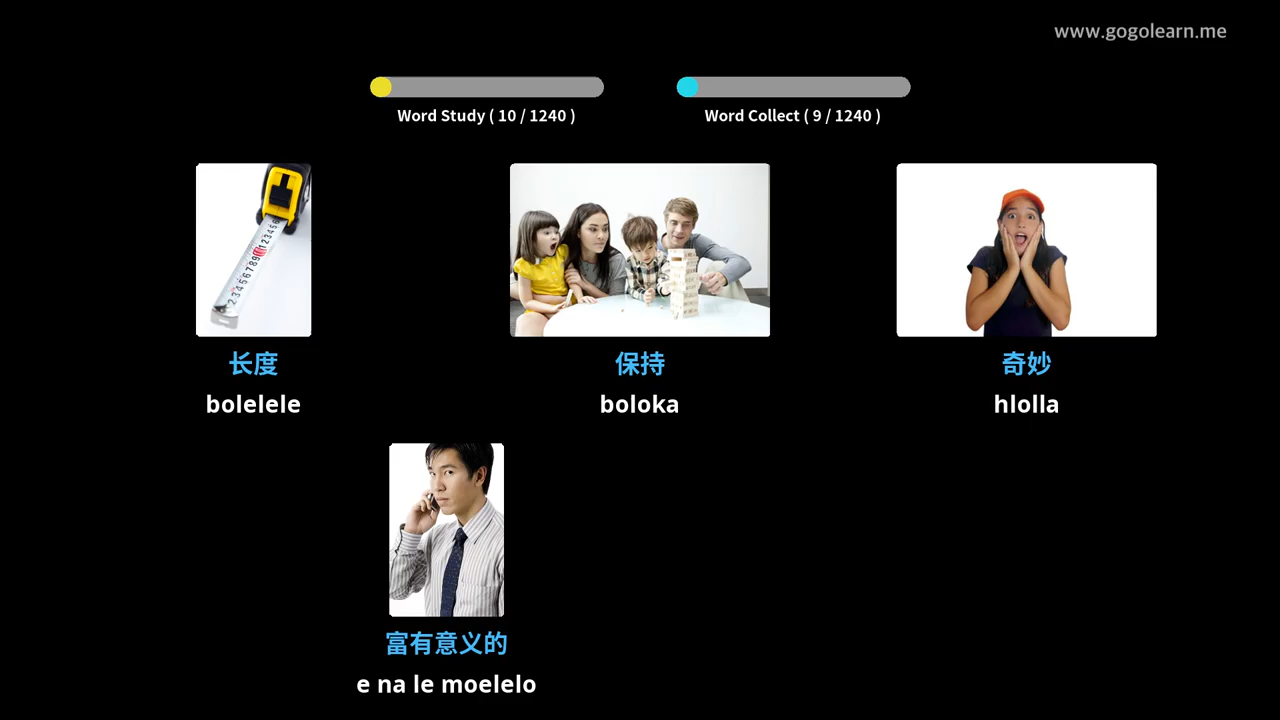 www.gogolearn.me
Word Study ( 10 / 1240 )
Word Collect ( 9 / 1240 )
长度
bolelele
保持
boloka
奇妙
hlolla
富有意义的
e na le moelelo